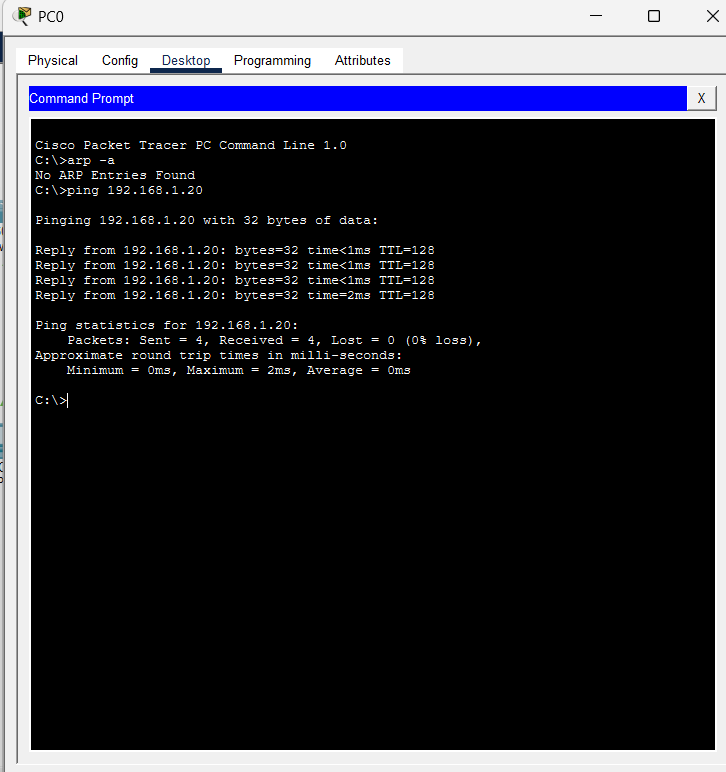 PC0
Physical Config Desktop Programming Attributes
Command Prompt X
Cisco Packet Tracer PC Command Line 1.0
C:\>arp -a
No ARP Entries Found
C:\>ping 192.168.1.20
Pinging 192.168.1.20 with 32 bytes of data:
Reply from 192.168.1.20: bytes=32 time<1ms TTL=128
Reply from 192.168.1.20: bytes=32 time<1ms TTL=128
Reply from 192.168.1.20: bytes=32 time<1ms TTL=128
Reply from 192.168.1.20: bytes=32 time=2ms TTL=128
Ping statistics for 192.168.1.20:
Packets: Sent = 4, Received = 4, Lost = 0 (0% loss),
Approximate round trip times in milli-seconds:
Minimum = 0ms, Maximum = 2ms, Average = 0ms
C:\>